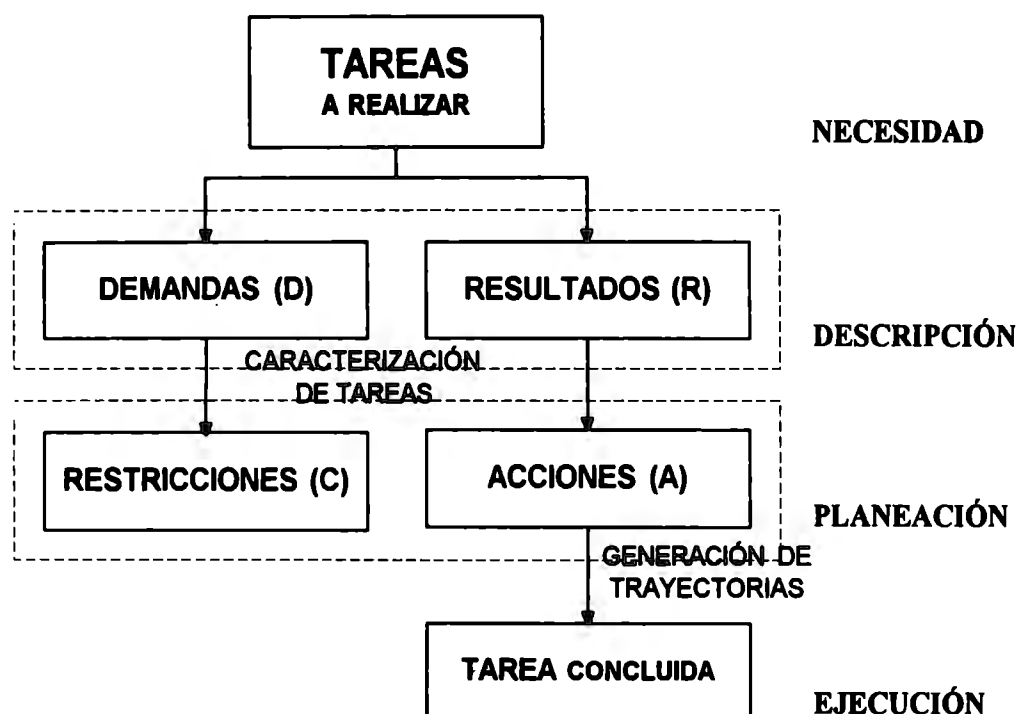 TAREAS
A REALIZAR
NECESIDAD
DEMANDAS (D)
RESULTADOS (R)
DESCRIPCIÓN
CARACTERIZACIÓN
DE TAREAS
RESTRICCIONES (C)
ACCIONES (A)
PLANEACIÓN
GENERACIÓN DE
TRAYECTORIAS
TAREA CONCLUIDA
EJECUCIÓN